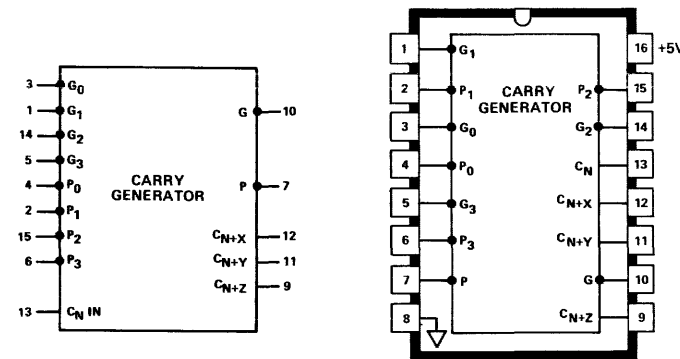 3 G0
1 G1
14 G2
5 G3
4 P0
2 P1
15 P2
6 P3
13 CN IN
CARRY
GENERATOR
G 10
P 7
CN+X 12
CN+Y 11
CN+Z 9
1 G1
2 P1
3 G0
4 P0
5 G3
6 P3
7 P
8
CARRY
GENERATOR
16 +5V
P2 15
G2 14
CN 13
CN+X 12
CN+Y 11
G 10
CN+Z 9